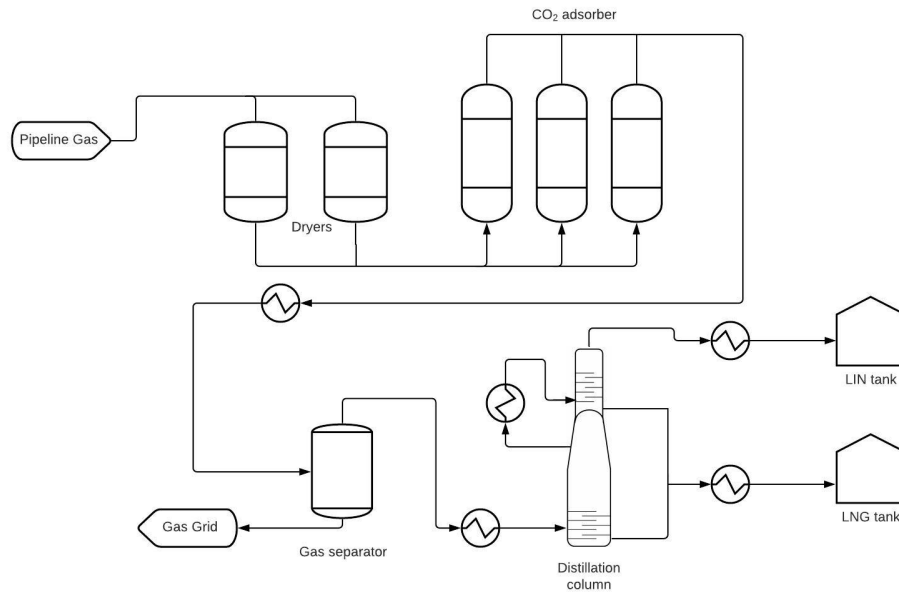 CO₂ adsorber
Pipeline Gas
Dryers
LIN tank
LNG tank
Gas Grid
Gas separator
Distillation
column